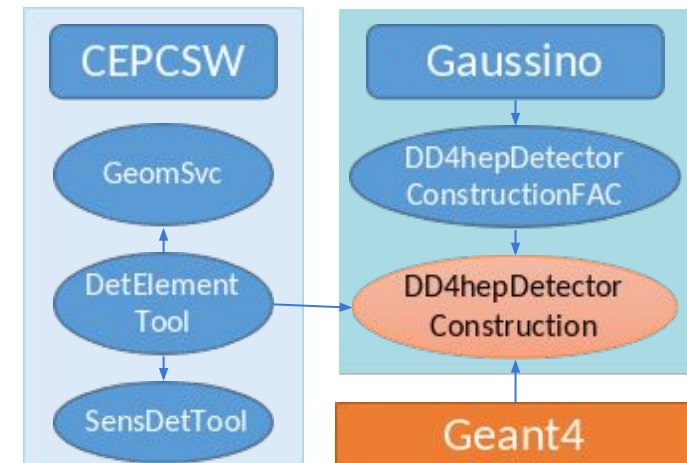 CEPCSW
GeomSvc
DetElement
Tool
SensDetTool
Gaussino
DD4hepDetector
ConstructionFAC
DD4hepDetector
Construction
Geant4